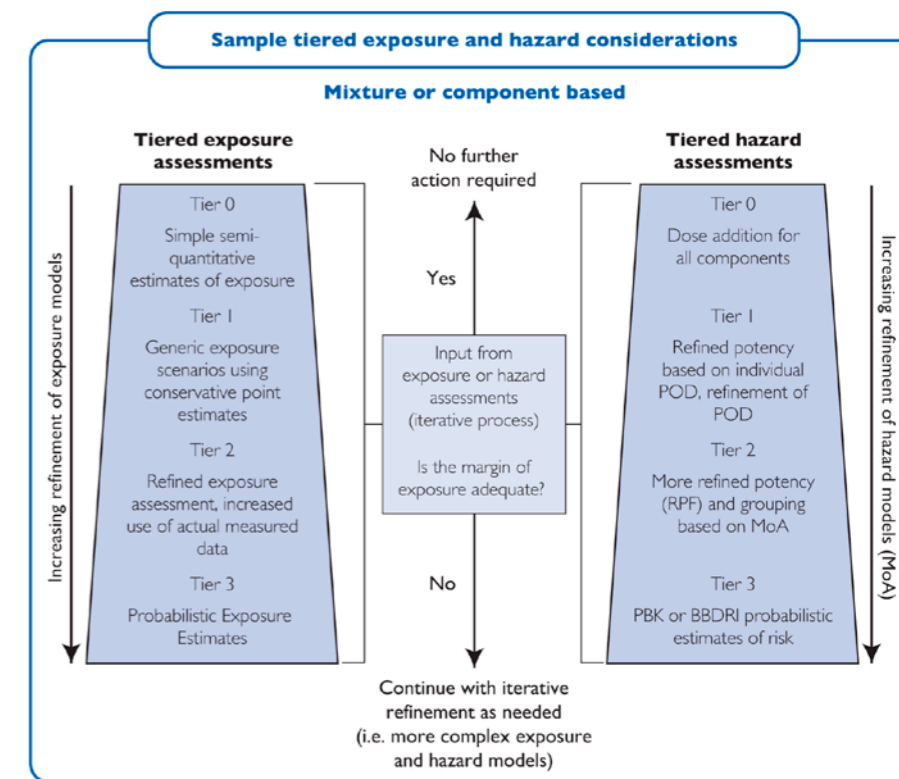 Sample tiered exposure and hazard considerations
Mixture or component based
Tiered exposure
assessments
Increasing refinement of exposure models
Tier 0
Simple semi-
quantitative
estimates of exposure
Tier 1
Generic exposure
scenarios using
conservative point
estimates
Tier 2
Refined exposure
assessment, increased
use of actual measured
data
Tier 3
Probabilistic Exposure
Estimates
No further
action required
Yes
Input from
exposure or hazard
assessments
(iterative process)
Is the margin of
exposure adequate?
No
Continue with iterative
refinement as needed
(i.e. more complex exposure
and hazard models)
Tiered hazard
assessments
Tier 0
Dose addition for
all components
Tier 1
Refined potency
based on individual
POD, refinement of
POD
Tier 2
More refined potency
(RPF) and grouping
based on MoA
Tier 3
PBK or BBDRI probabilistic
estimates of risk
Increasing refinement of hazard models (MoA)